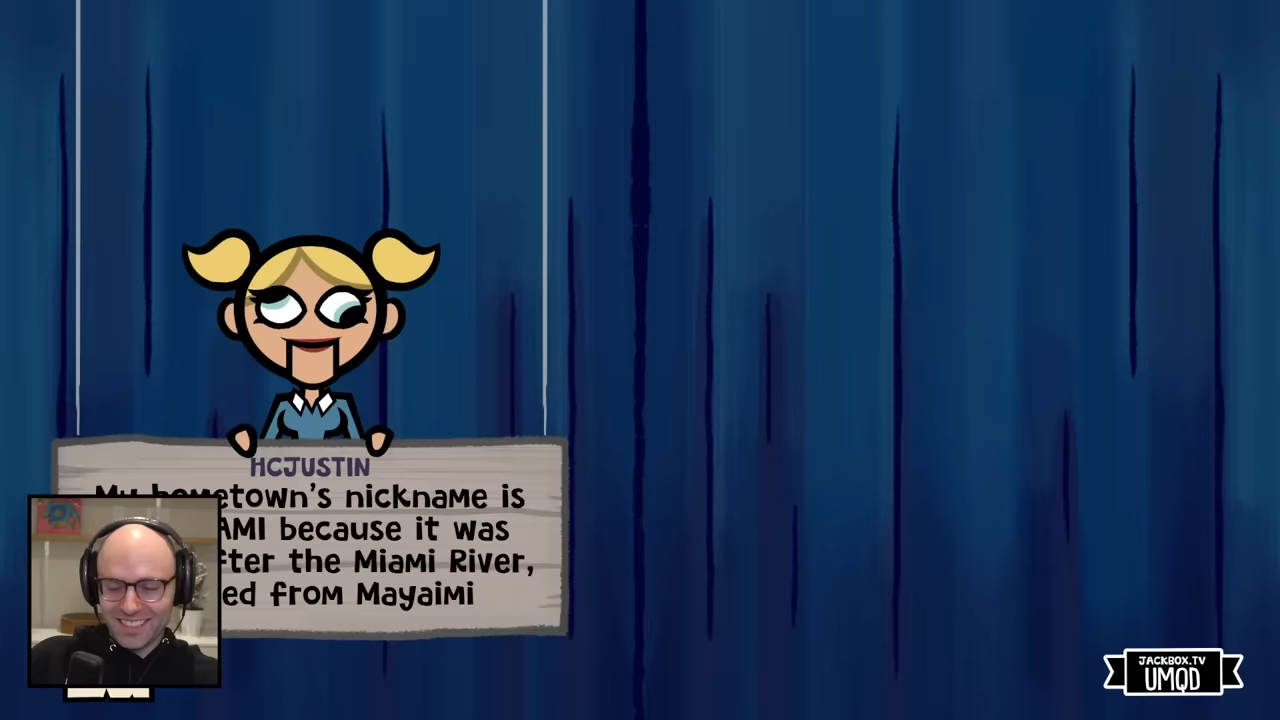 HCJUSTIN
My hometown's nickname is
AMI because it was
fter the Miami River,
ed from Mayaimi
JACKBOX.TV
UMQD